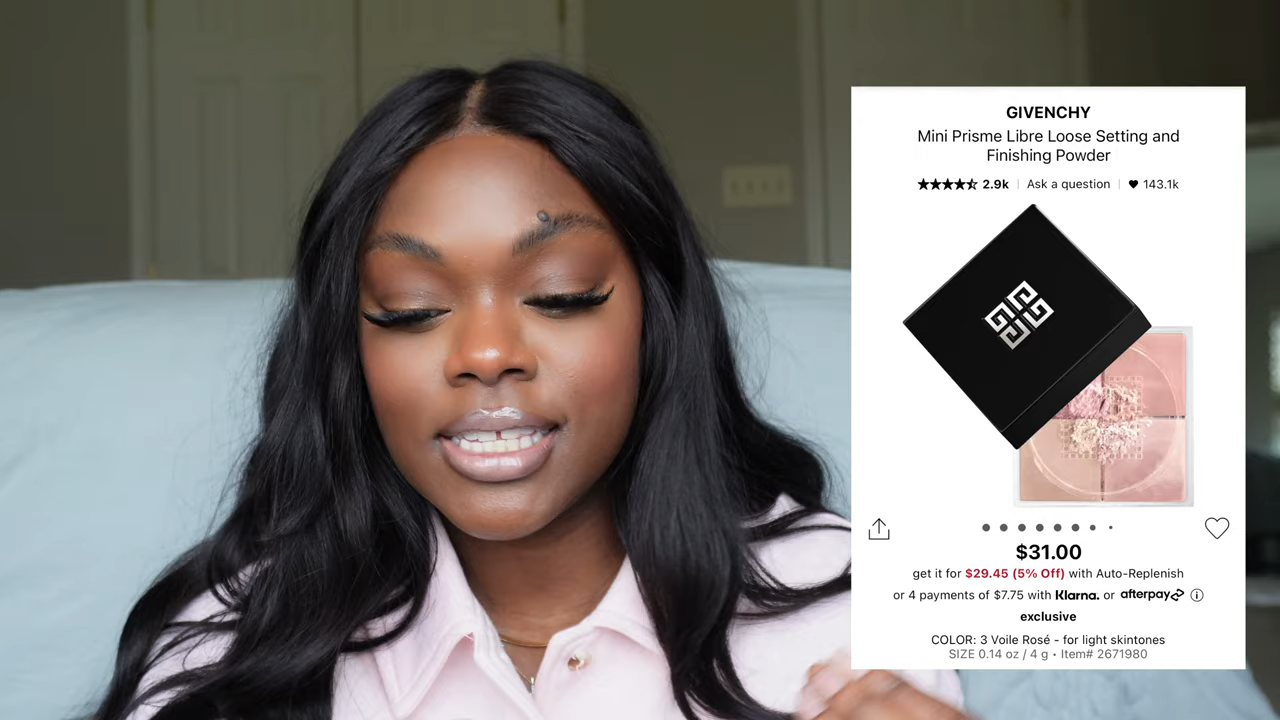 GIVENCHY
Mini Prisme Libre Loose Setting and
Finishing Powder
2.9k | Ask a question | 143.1k
$31.00
get it for $29.45 (5% Off) with Auto-Replenish
or 4 payments of $7.75 with Klarna. or afterpay
exclusive
COLOR: 3 Voile Rosé - for light skintones
SIZE 0.14 oz / 4 g • Item# 2671980